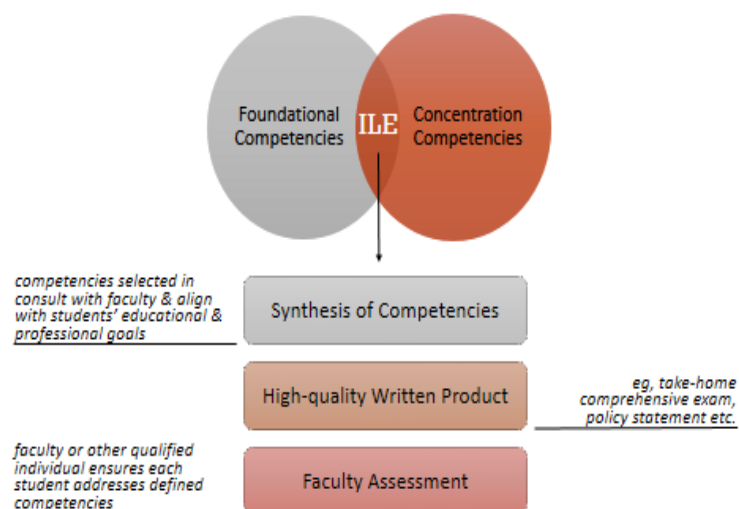 Foundational
Competencies
ILE
Concentration
Competencies
competencies selected in
consult with faculty & align
with students’ educational &
professional goals
Synthesis of Competencies
High-quality Written Product
eg, take-home
comprehensive exam,
policy statement etc.
faculty or other qualified
individual ensures each
student addresses defined
competencies
Faculty Assessment